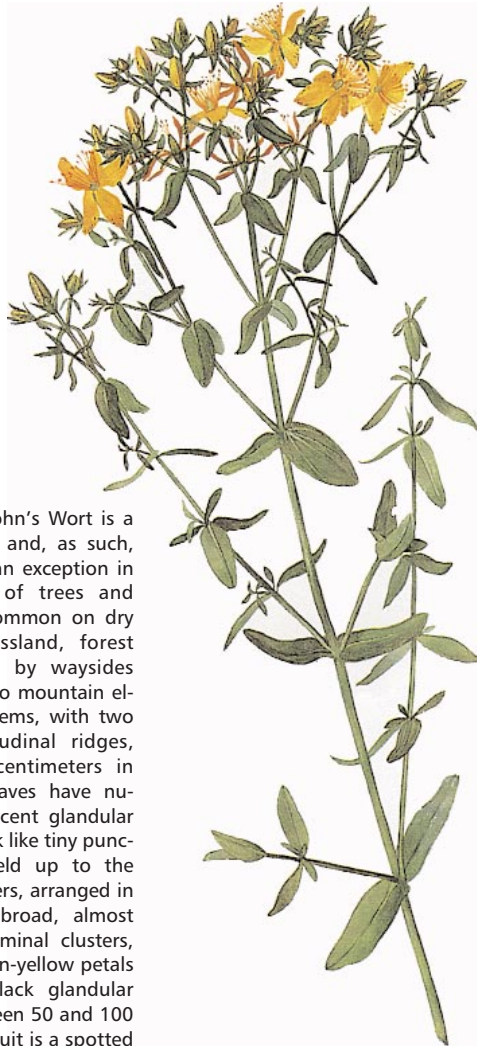 ohn's Wort is a
and, as such,
an exception in
of trees and
ommon on dry
ssland, forest
by waysides
o mountain el-
ems, with two
udinal ridges,
centimeters in
aves have nu-
cent glandular
k like tiny punc-
eld up to the
ers, arranged in
broad, almost
minal clusters,
n-yellow petals
lack glandular
een 50 and 100
uit is a spotted